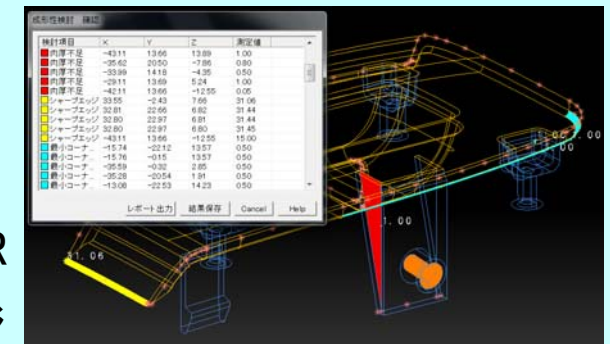 成形性検討 確認
検討項目 X Y Z 測定値
肉厚不足 -43.11 13.66 13.89 1.00
肉厚不足 -35.62 20.50 -7.86 0.80
肉厚不足 -33.99 14.18 -4.35 0.50
肉厚不足 -29.11 13.69 5.24 1.00
肉厚不足 -42.11 13.66 -12.55 0.05
シャープエッジ 33.55 -2.43 7.66 31.06
シャープエッジ 32.81 22.66 6.82 31.44
シャープエッジ 32.80 22.97 6.81 31.44
シャープエッジ 32.80 22.97 6.80 31.45
シャープエッジ -43.11 13.66 -12.55 15.00
最小コーナ... -15.74 -22.12 13.57 0.50
最小コーナ... -15.76 -0.15 13.57 0.50
最小コーナ... -35.59 -0.32 2.85 0.50
最小コーナ... -35.28 -20.54 1.91 0.50
最小コーナ... -13.08 -22.53 14.23 0.50
レポート出力 結果保存 Cancel Help
R
1.00
31.06